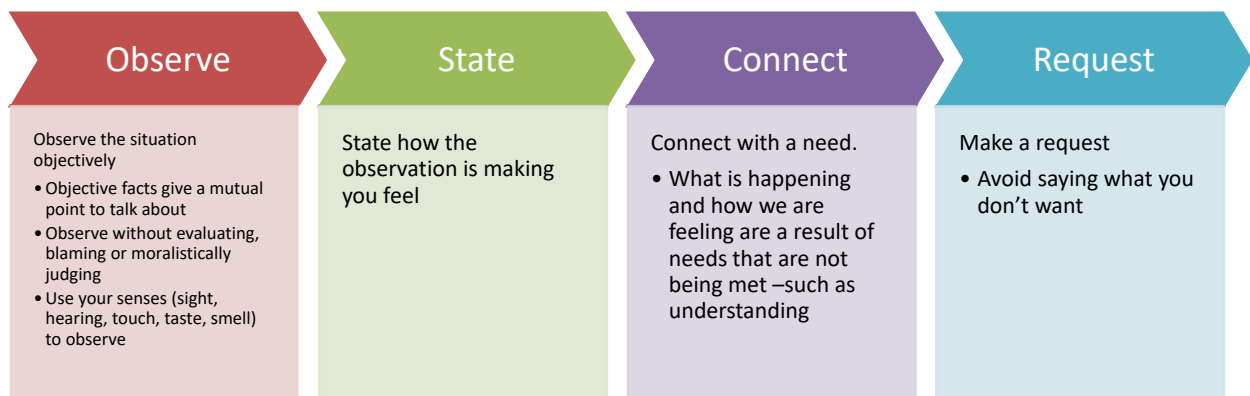 Observe
Observe the situation
objectively
• Objective facts give a mutual
point to talk about
• Observe without evaluating,
blaming or moralistically
judging
• Use your senses (sight,
hearing, touch, taste, smell)
to observe
State
State how the
observation is making
you feel
Connect
Connect with a need.
• What is happening
and how we are
feeling are a result of
needs that are not
being met –such as
understanding
Request
Make a request
• Avoid saying what you
don’t want